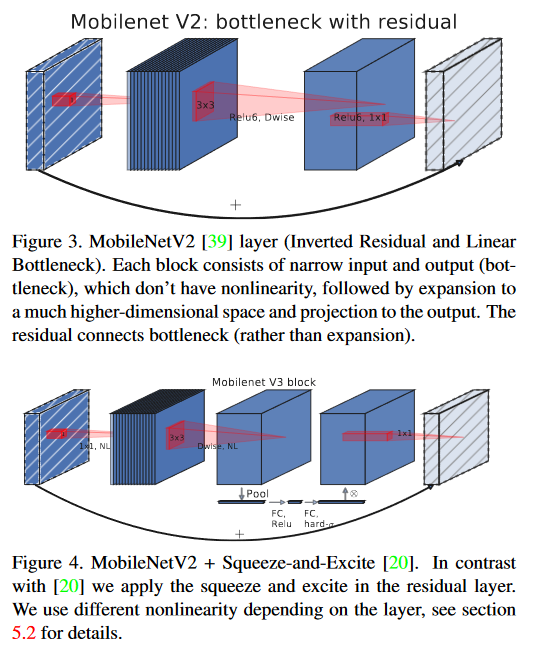 Mobilenet V2: bottleneck with residual
3x3
Relu6, Dwise
Relu6, 1x1
+
Figure 3. MobileNetV2 [39] layer (Inverted Residual and Linear
Bottleneck). Each block consists of narrow input and output (bot-
tleneck), which don't have nonlinearity, followed by expansion to
a much higher-dimensional space and projection to the output. The
residual connects bottleneck (rather than expansion).
Mobilenet V3 block
1x1, NL
3x3
Dwise, NL
1x1
Pool
⊗
FC,
Relu
FC,
hard-σ
+
Figure 4. MobileNetV2 + Squeeze-and-Excite [20]. In contrast
with [20] we apply the squeeze and excite in the residual layer.
We use different nonlinearity depending on the layer, see section
5.2 for details.